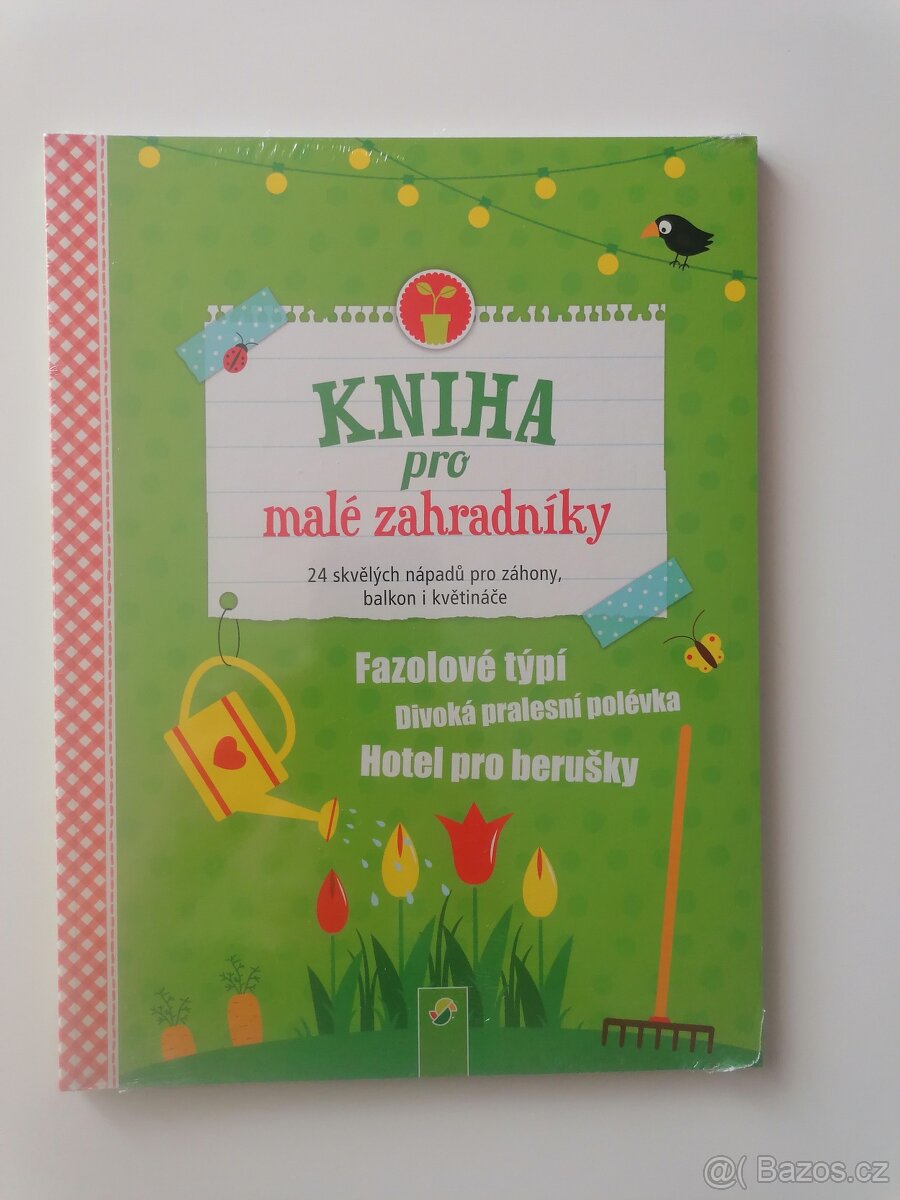 KNIHA
pro
malé zahradníky
24 skvělých nápadů pro záhony,
balkon i květináče
Fazolové týpí
Divoká pralesní polévka
Hotel pro berušky
@( Bazos.cz